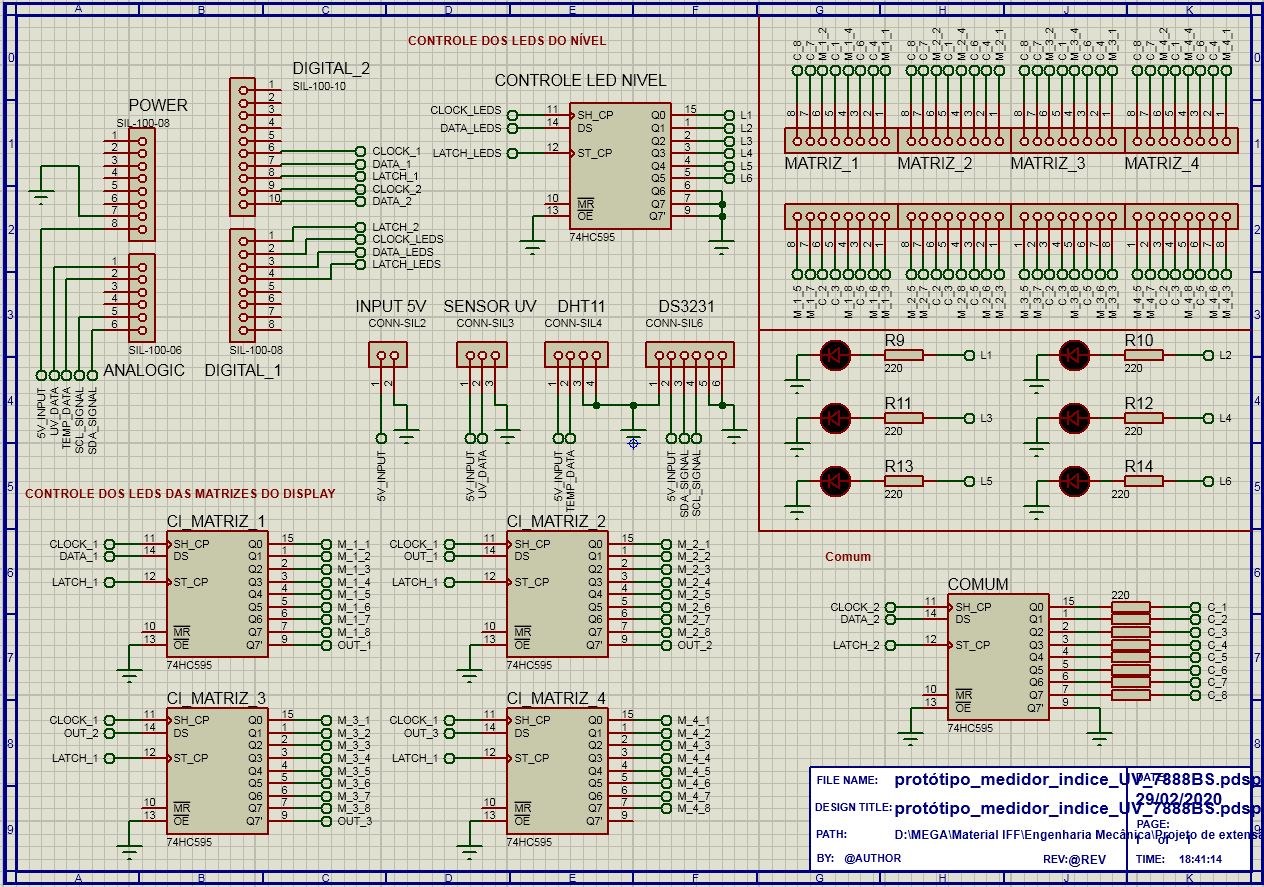 A B C D E F G H J K
CONTROLE DOS LEDS DO NÍVEL
POWER
SIL-100-08
1
2
3
4
5
6
7
8
DIGITAL_2
SIL-100-10
1
2
3
4
5
6
7
8
9
10
CLOCK_1
DATA_1
LATCH_1
CLOCK_2
DATA_2
LATCH_2
CLOCK_LEDS
DATA_LEDS
LATCH_LEDS
1
2
3
4
5
6
SIL-100-06
ANALOGIC
1
2
3
4
5
6
7
8
SIL-100-08
DIGITAL_1
5V_INPUT
UV_DATA
TEMP_DATA
SCL_SIGNAL
SDA_SIGNAL
CONTROLE LED NIVEL
CLOCK_LEDS 11 SH_CP Q0 15 L1
DATA_LEDS 14 DS Q1 1 L2
Q2 2 L3
LATCH_LEDS 12 ST_CP Q3 3 L4
Q4 4 L5
Q5 5 L6
Q6 6
10 MR Q7 7
13 OE Q7' 9
74HC595
INPUT 5V
CONN-SIL2
1 2
5V_INPUT
SENSOR UV
CONN-SIL3
1 2 3
5V_INPUT
UV_DATA
DHT11
CONN-SIL4
1 2 3 4
5V_INPUT
TEMP_DATA
DS3231
CONN-SIL6
1 2 3 4 5 6
5V_INPUT
SDA_SIGNAL
SCL_SIGNAL
C_8 C_7 M_1_2 C_1 M_1_4 C_6 C_4 M_1_1
8 7 6 5 4 3 2 1
MATRIZ_1
C_8 C_7 M_2_2 C_1 M_2_4 C_6 C_4 M_2_1
8 7 6 5 4 3 2 1
MATRIZ_2
C_8 C_7 M_3_2 C_1 M_3_4 C_6 C_4 M_3_1
8 7 6 5 4 3 2 1
MATRIZ_3
C_8 C_7 M_4_2 C_1 M_4_4 C_6 C_4 M_4_1
8 7 6 5 4 3 2 1
MATRIZ_4
8 7 6 5 4 3 2 1
M_1_5 M_1_7 C_2 C_3 M_1_8 C_5 M_1_6 M_1_3
8 7 6 5 4 3 2 1
M_2_5 M_2_7 C_2 C_3 M_2_8 C_5 M_2_6 M_2_3
1 2 3 4 5 6 7 8
M_3_5 M_3_7 C_2 C_3 M_3_8 C_5 M_3_6 M_3_3
1 2 3 4 5 6 7 8
M_4_5 M_4_7 C_2 C_3 M_4_8 C_5 M_4_6 M_4_3
R9 L1
220
R10 L2
220
R11 L3
220
R12 L4
220
R13 L5
220
R14 L6
220
CONTROLE DOS LEDS DAS MATRIZES DO DISPLAY
CI_MATRIZ_1
CLOCK_1 11 SH_CP Q0 15 M_1_1
DATA_1 14 DS Q1 1 M_1_2
Q2 2 M_1_3
LATCH_1 12 ST_CP Q3 3 M_1_4
Q4 4 M_1_5
Q5 5 M_1_6
Q6 6 M_1_7
10 MR Q7 7 M_1_8
13 OE Q7' 9 OUT_1
74HC595
CI_MATRIZ_2
CLOCK_1 11 SH_CP Q0 15 M_2_1
OUT_1 14 DS Q1 1 M_2_2
Q2 2 M_2_3
LATCH_1 12 ST_CP Q3 3 M_2_4
Q4 4 M_2_5
Q5 5 M_2_6
Q6 6 M_2_7
10 MR Q7 7 M_2_8
13 OE Q7' 9 OUT_2
74HC595
CI_MATRIZ_3
CLOCK_1 11 SH_CP Q0 15 M_3_1
OUT_2 14 DS Q1 1 M_3_2
Q2 2 M_3_3
LATCH_1 12 ST_CP Q3 3 M_3_4
Q4 4 M_3_5
Q5 5 M_3_6
Q6 6 M_3_7
10 MR Q7 7 M_3_8
13 OE Q7' 9 OUT_3
74HC595
CI_MATRIZ_4
CLOCK_1 11 SH_CP Q0 15 M_4_1
OUT_3 14 DS Q1 1 M_4_2
Q2 2 M_4_3
LATCH_1 12 ST_CP Q3 3 M_4_4
Q4 4 M_4_5
Q5 5 M_4_6
Q6 6 M_4_7
10 MR Q7 7 M_4_8
13 OE Q7' 9
74HC595
Comum
COMUM
220
CLOCK_2 11 SH_CP Q0 15 C_1
DATA_2 14 DS Q1 1 C_2
Q2 2 C_3
LATCH_2 12 ST_CP Q3 3 C_4
Q4 4 C_5
Q5 5 C_6
Q6 6 C_7
10 MR Q7 7 C_8
13 OE Q7' 9
74HC595
FILE NAME: protótipo_medidor_indice_UV_7888BS.pdsp
DATE:
29/02/2020
DESIGN TITLE: protótipo_medidor_indice_UV_7888BS.pdsp
PAGE:
1 of 1
PATH: D:\MEGA\Material IFF\Engenharia Mecânica\Projeto de extens
BY: @AUTHOR REV:@REV TIME: 18:41:14
A B C D E F G H J K
0
1
2
3
4
5
6
7
8
9